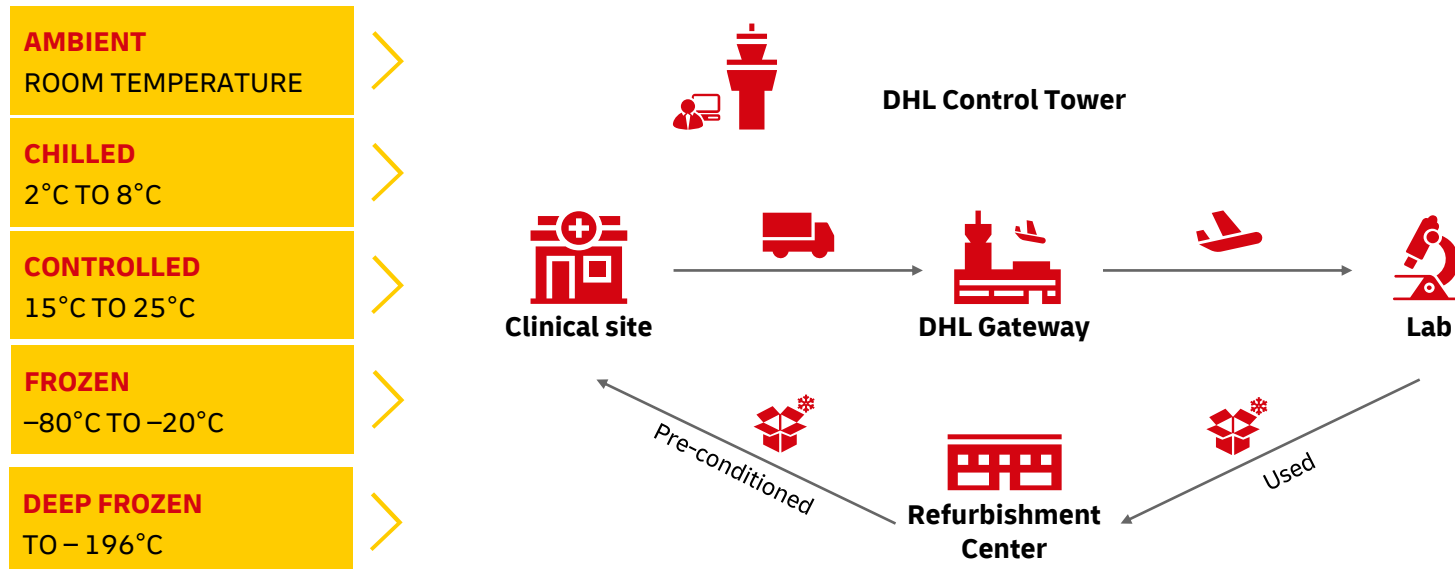 AMBIENT
ROOM TEMPERATURE
CHILLED
2°C TO 8°C
CONTROLLED
15°C TO 25°C
FROZEN
–80°C TO –20°C
DEEP FROZEN
TO – 196°C
DHL Control Tower
Clinical site
DHL Gateway
Lab
Pre-conditioned
Used
Refurbishment
Center